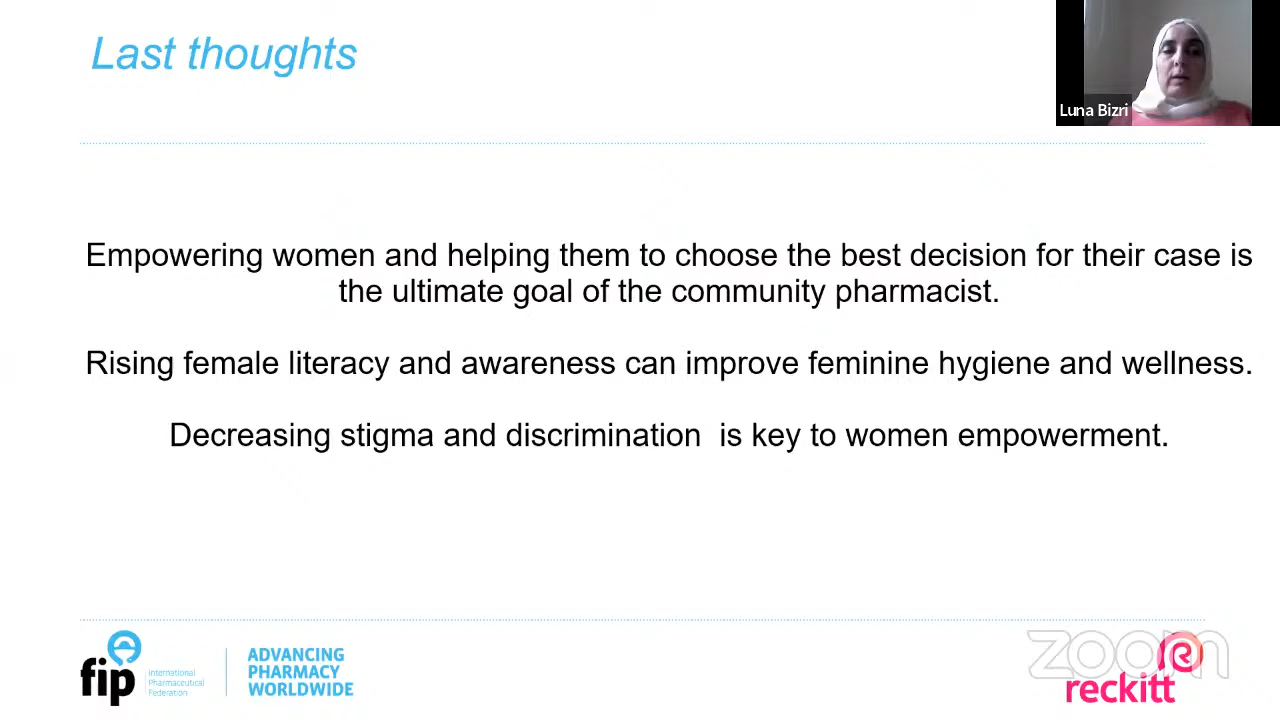 Last thoughts
Luna Bizri
Empowering women and helping them to choose the best decision for their case is
the ultimate goal of the community pharmacist.
Rising female literacy and awareness can improve feminine hygiene and wellness.
Decreasing stigma and discrimination  is key to women empowerment.
fip
International
Pharmaceutical
Federation
ADVANCING
PHARMACY
WORLDWIDE
zoom
reckitt